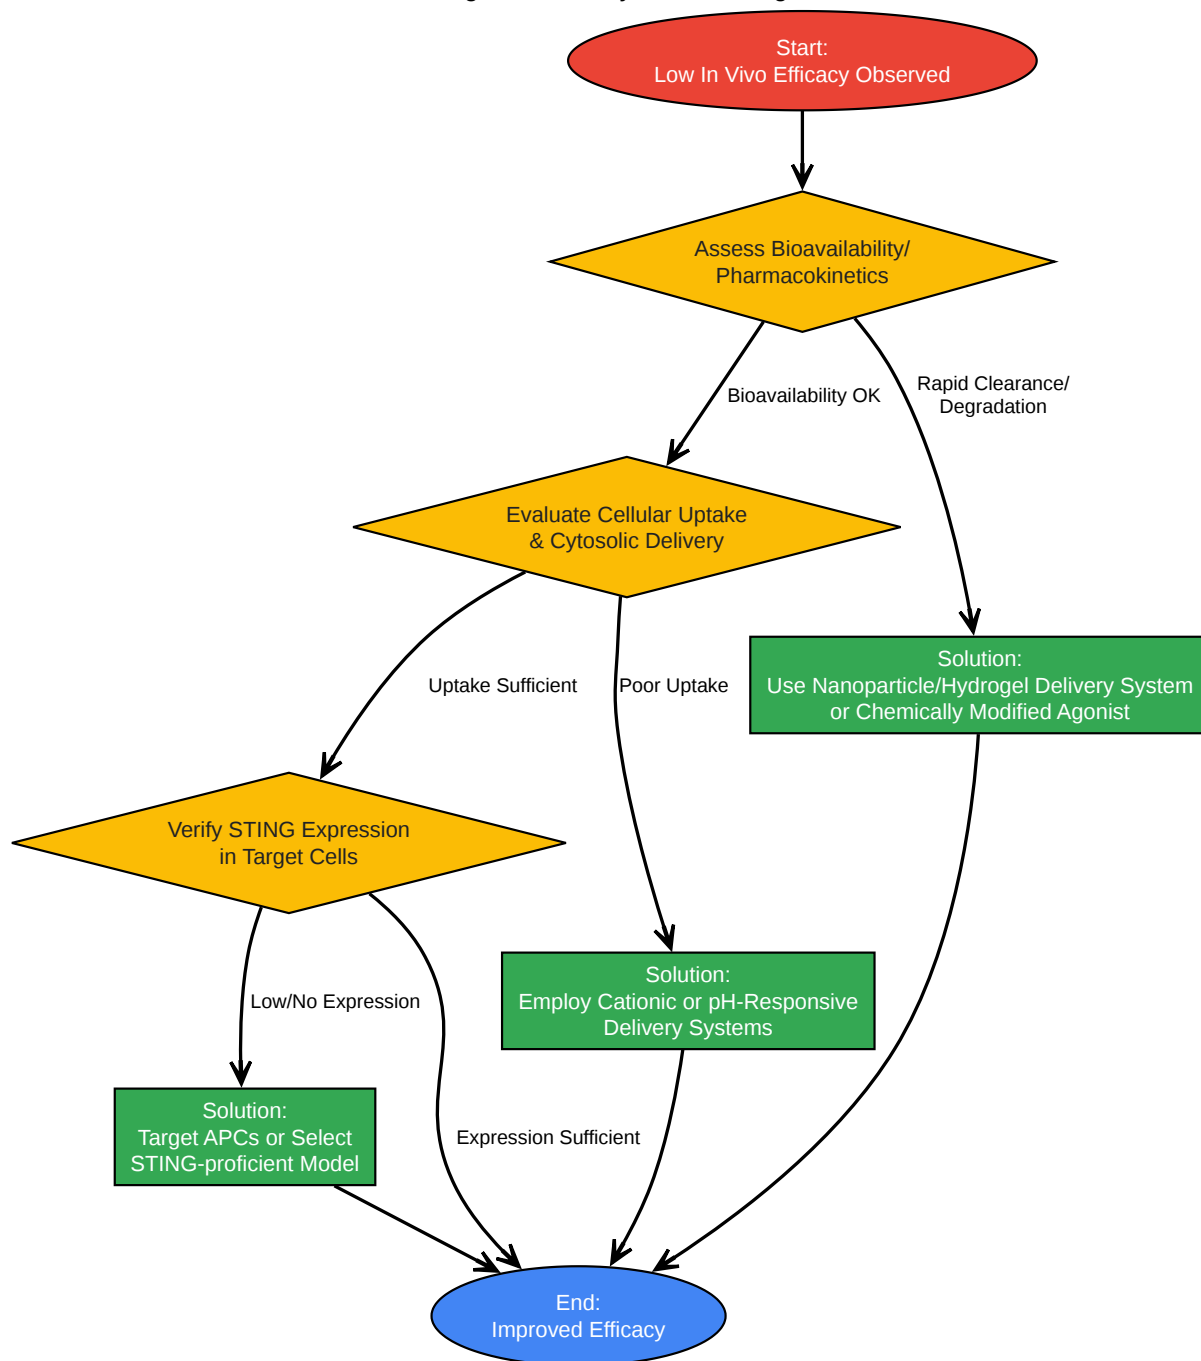 Start:
Low In Vivo Efficacy Observed
Assess Bioavailability/
Pharmacokinetics
Bioavailability OK
Rapid Clearance/
Degradation
Evaluate Cellular Uptake
& Cytosolic Delivery
Uptake Sufficient
Poor Uptake
Solution:
Use Nanoparticle/Hydrogel Delivery System
or Chemically Modified Agonist
Verify STING Expression
in Target Cells
Low/No Expression
Solution:
Employ Cationic or pH-Responsive
Delivery Systems
Solution:
Target APCs or Select
STING-proficient Model
Expression Sufficient
End:
Improved Efficacy